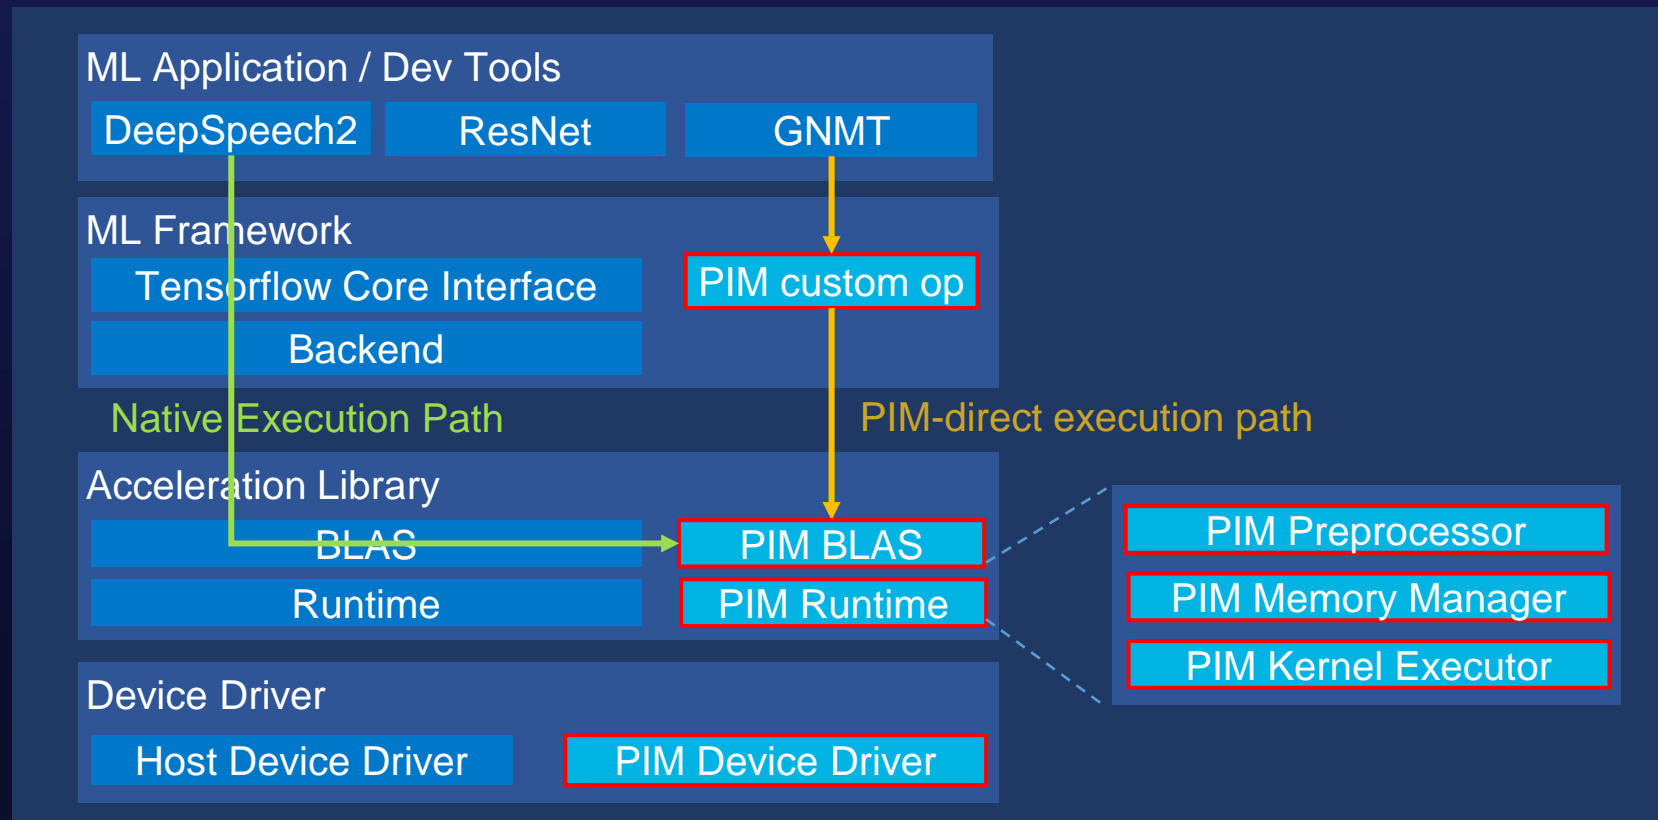 ML Application / Dev Tools
DeepSpeech2
ResNet
GNMT
ML Framework
Tensorflow Core Interface
PIM custom op
Backend
Native Execution Path
PIM-direct execution path
Acceleration Library
BLAS
PIM BLAS
Runtime
PIM Runtime
PIM Preprocessor
PIM Memory Manager
PIM Kernel Executor
Device Driver
Host Device Driver
PIM Device Driver